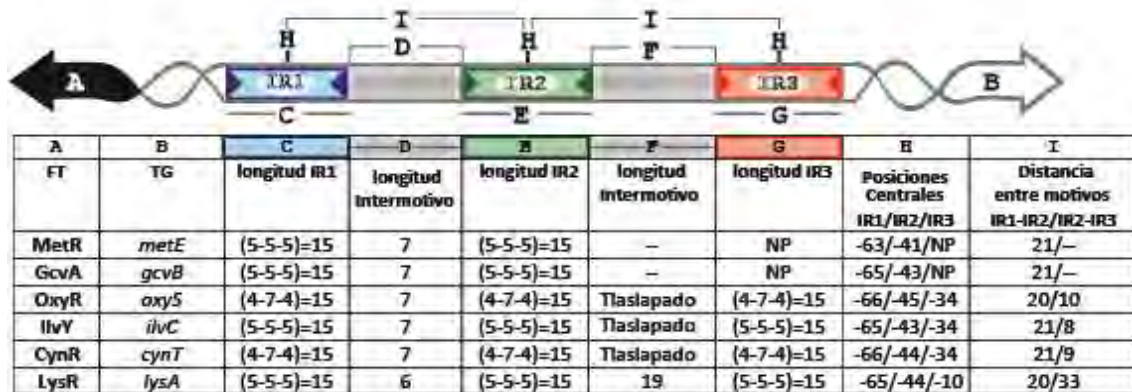 I I
H D H F H
A IR1 IR2 IR3 B
C E G
A B C D E F G H I
FT TG longitud IR1 longitud Intermotivo longitud IR2 longitud Intermotivo longitud IR3 Posiciones Centrales IR1/IR2/IR3 Distancia entre motivos IR1-IR2/IR2-IR3
MetR metE (5-5-5)=15 7 (5-5-5)=15 -- NP -63/-41/NP 21/--
GcvA gcvB (5-5-5)=15 7 (5-5-5)=15 -- NP -65/-43/NP 21/--
OxyR oxyS (4-7-4)=15 7 (4-7-4)=15 Tlaslapado (4-7-4)=15 -66/-45/-34 20/10
IlvY ilvC (5-5-5)=15 7 (5-5-5)=15 Tlaslapado (5-5-5)=15 -65/-43/-34 21/8
CynR cynT (4-7-4)=15 7 (4-7-4)=15 Tlaslapado (4-7-4)=15 -66/-44/-34 21/9
LysR lysA (5-5-5)=15 6 (5-5-5)=15 19 (5-5-5)=15 -65/-44/-10 20/33